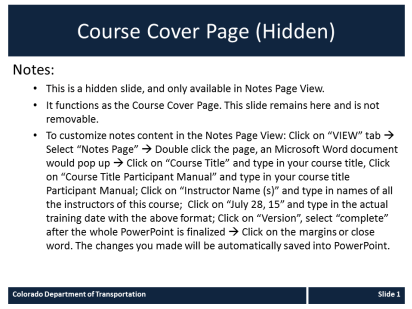 Course Cover Page (Hidden)
Notes:
• This is a hidden slide, and only available in Notes Page View.
• It functions as the Course Cover Page. This slide remains here and is not
removable.
• To customize notes content in the Notes Page View: Click on “VIEW” tab →
Select “Notes Page” → Double click the page, an Microsoft Word document
would pop up → Click on “Course Title” and type in your course title, Click
on “Course Title Participant Manual” and type in your course title
Participant Manual; Click on “Instructor Name (s)” and type in names of all
the instructors of this course;  Click on “July 28, 15” and type in the actual
training date with the above format; Click on “Version”, select “complete”
after the whole PowerPoint is finalized → Click on the margins or close
word. The changes you made will be automatically saved into PowerPoint.
Colorado Department of Transportation
Slide 1